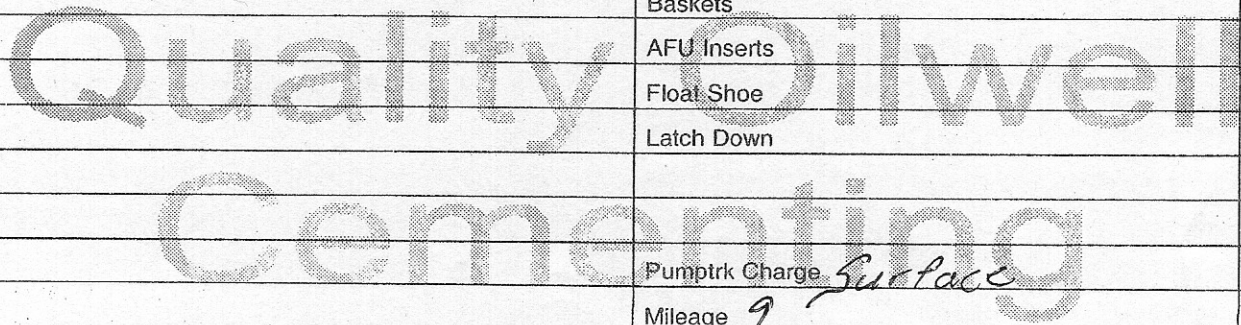 Baskets
Quality Oilwell
AFU Inserts
Float Shoe
Latch Down
Cementing
Pumptrk Charge Surface
Mileage 9